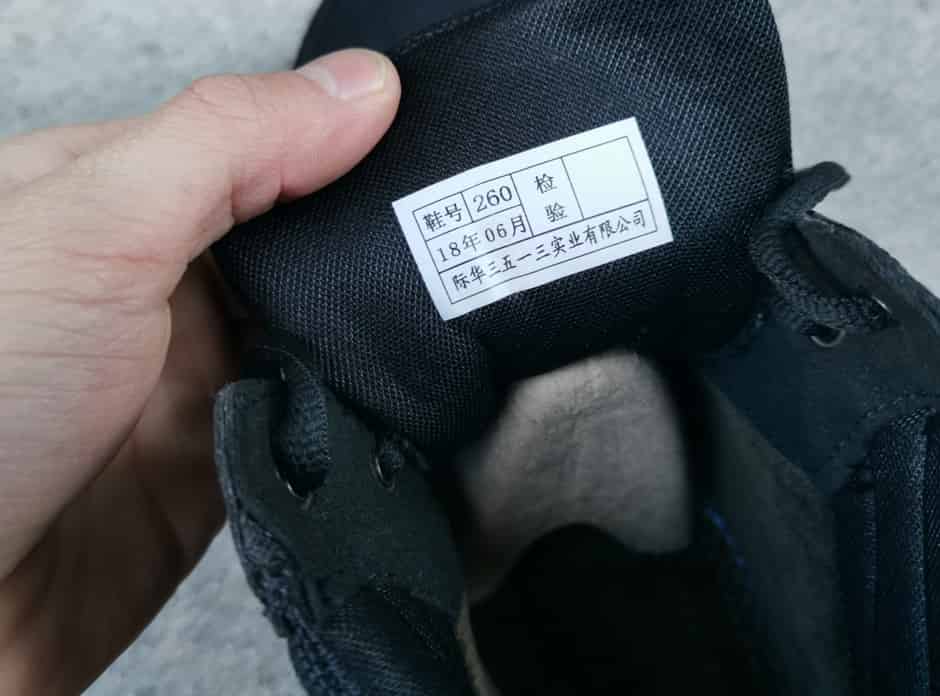 鞋号 260 检验
18年06月
际华三五一三实业有限公司